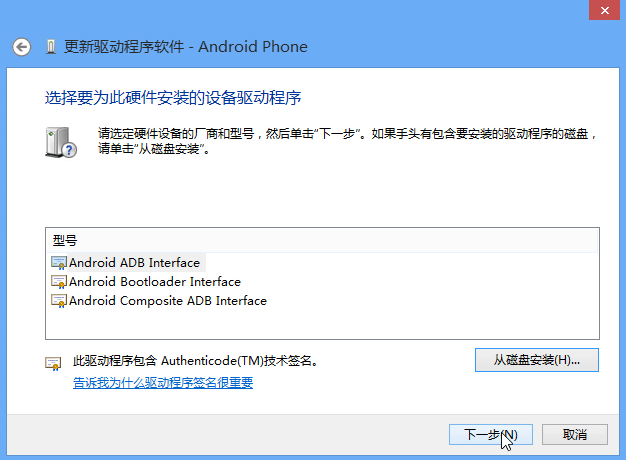 更新驱动程序软件 - Android Phone
选择要为此硬件安装的设备驱动程序
请选定硬件设备的厂商和型号，然后单击“下一步”。如果手头有包含要安装的驱动程序的磁盘，
请单击“从磁盘安装”。
型号
Android ADB Interface
Android Bootloader Interface
Android Composite ADB Interface
此驱动程序包含 Authenticode(TM)技术签名。
从磁盘安装(H)...
告诉我为什么驱动程序签名很重要
下一步(N)
取消